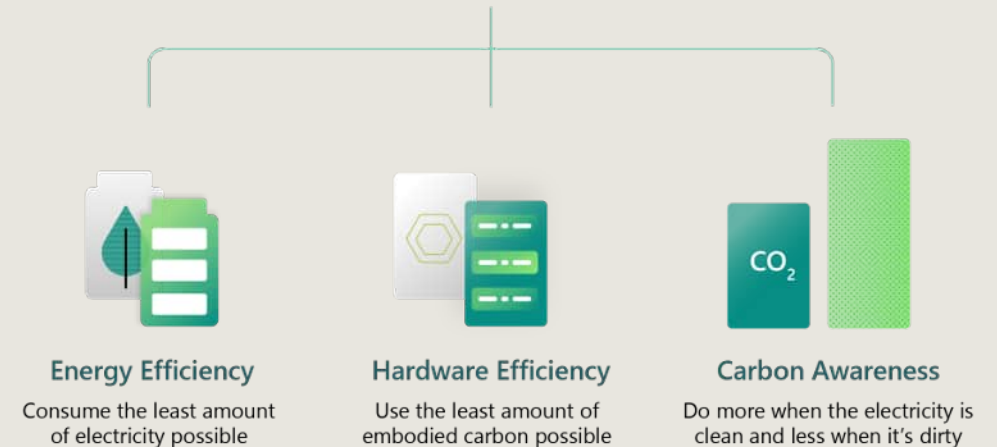 CO₂
Energy Efficiency
Consume the least amount
of electricity possible
Hardware Efficiency
Use the least amount of
embodied carbon possible
Carbon Awareness
Do more when the electricity is
clean and less when it's dirty